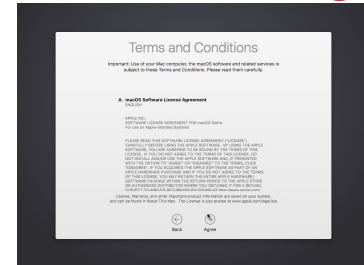 Terms and Conditions
Important: Use of your Mac computer, the macOS software and related services is
subject to these Terms and Conditions. Please read them carefully.
A. macOS Software License Agreement
ENGLISH
APPLE INC.
SOFTWARE LICENSE AGREEMENT FOR macOS Sierra
For use on Apple-branded Systems
PLEASE READ THIS SOFTWARE LICENSE AGREEMENT ("LICENSE")
CAREFULLY BEFORE USING THE APPLE SOFTWARE. BY USING THE APPLE
SOFTWARE, YOU ARE AGREEING TO BE BOUND BY THE TERMS OF THIS
LICENSE. IF YOU DO NOT AGREE TO THE TERMS OF THIS LICENSE, DO
NOT INSTALL AND/OR USE THE APPLE SOFTWARE AND, IF PRESENTED
WITH THE OPTION TO "AGREE" OR "DISAGREE" TO THE TERMS, CLICK
"DISAGREE". IF YOU ACQUIRED THE APPLE SOFTWARE AS PART OF AN
APPLE HARDWARE PURCHASE AND IF YOU DO NOT AGREE TO THE TERMS
OF THIS LICENSE, YOU MAY RETURN THE ENTIRE APPLE HARDWARE/
SOFTWARE PACKAGE WITHIN THE RETURN PERIOD TO THE APPLE STORE
OR AUTHORIZED DISTRIBUTOR WHERE YOU OBTAINED IT FOR A REFUND,
License, Warranty and other important product information are saved on your system,
and can be found in About This Mac. The License is also posted at www.apple.com/legal/sla
Back
Agree